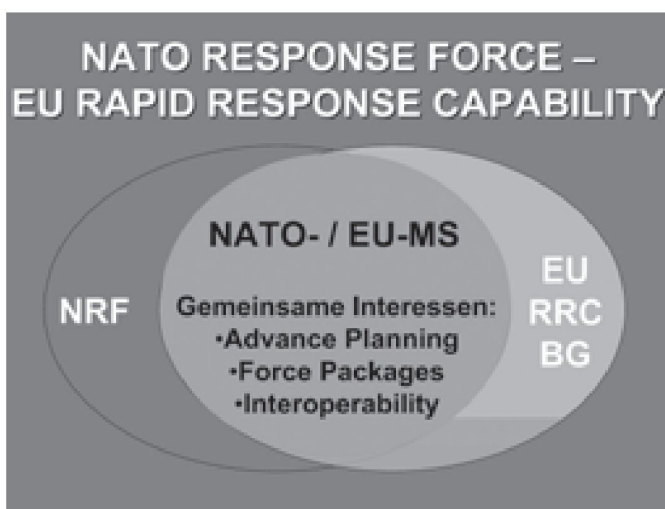 NATO RESPONSE FORCE –
EU RAPID RESPONSE CAPABILITY
NATO- / EU-MS
NRF
Gemeinsame Interessen:
•Advance Planning
•Force Packages
•Interoperability
EU
RRC
BG